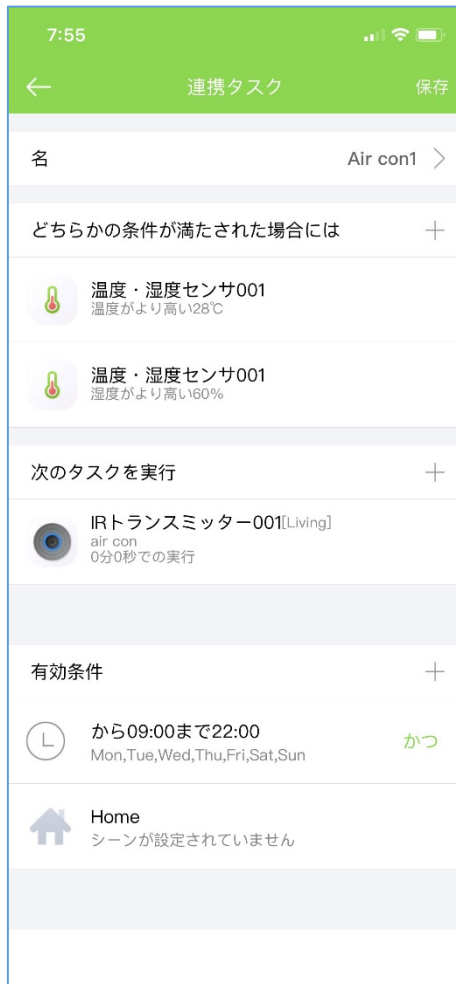 7:55
連携タスク 保存
名 Air con1
どちらかの条件が満たされた場合には
温度・湿度センサ001
温度がより高い28℃
温度・湿度センサ001
湿度がより高い60%
次のタスクを実行
IRトランスミッター001[Living]
air con
0分0秒での実行
有効条件
から09:00まで22:00 かつ
Mon,Tue,Wed,Thu,Fri,Sat,Sun
Home
シーンが設定されていません